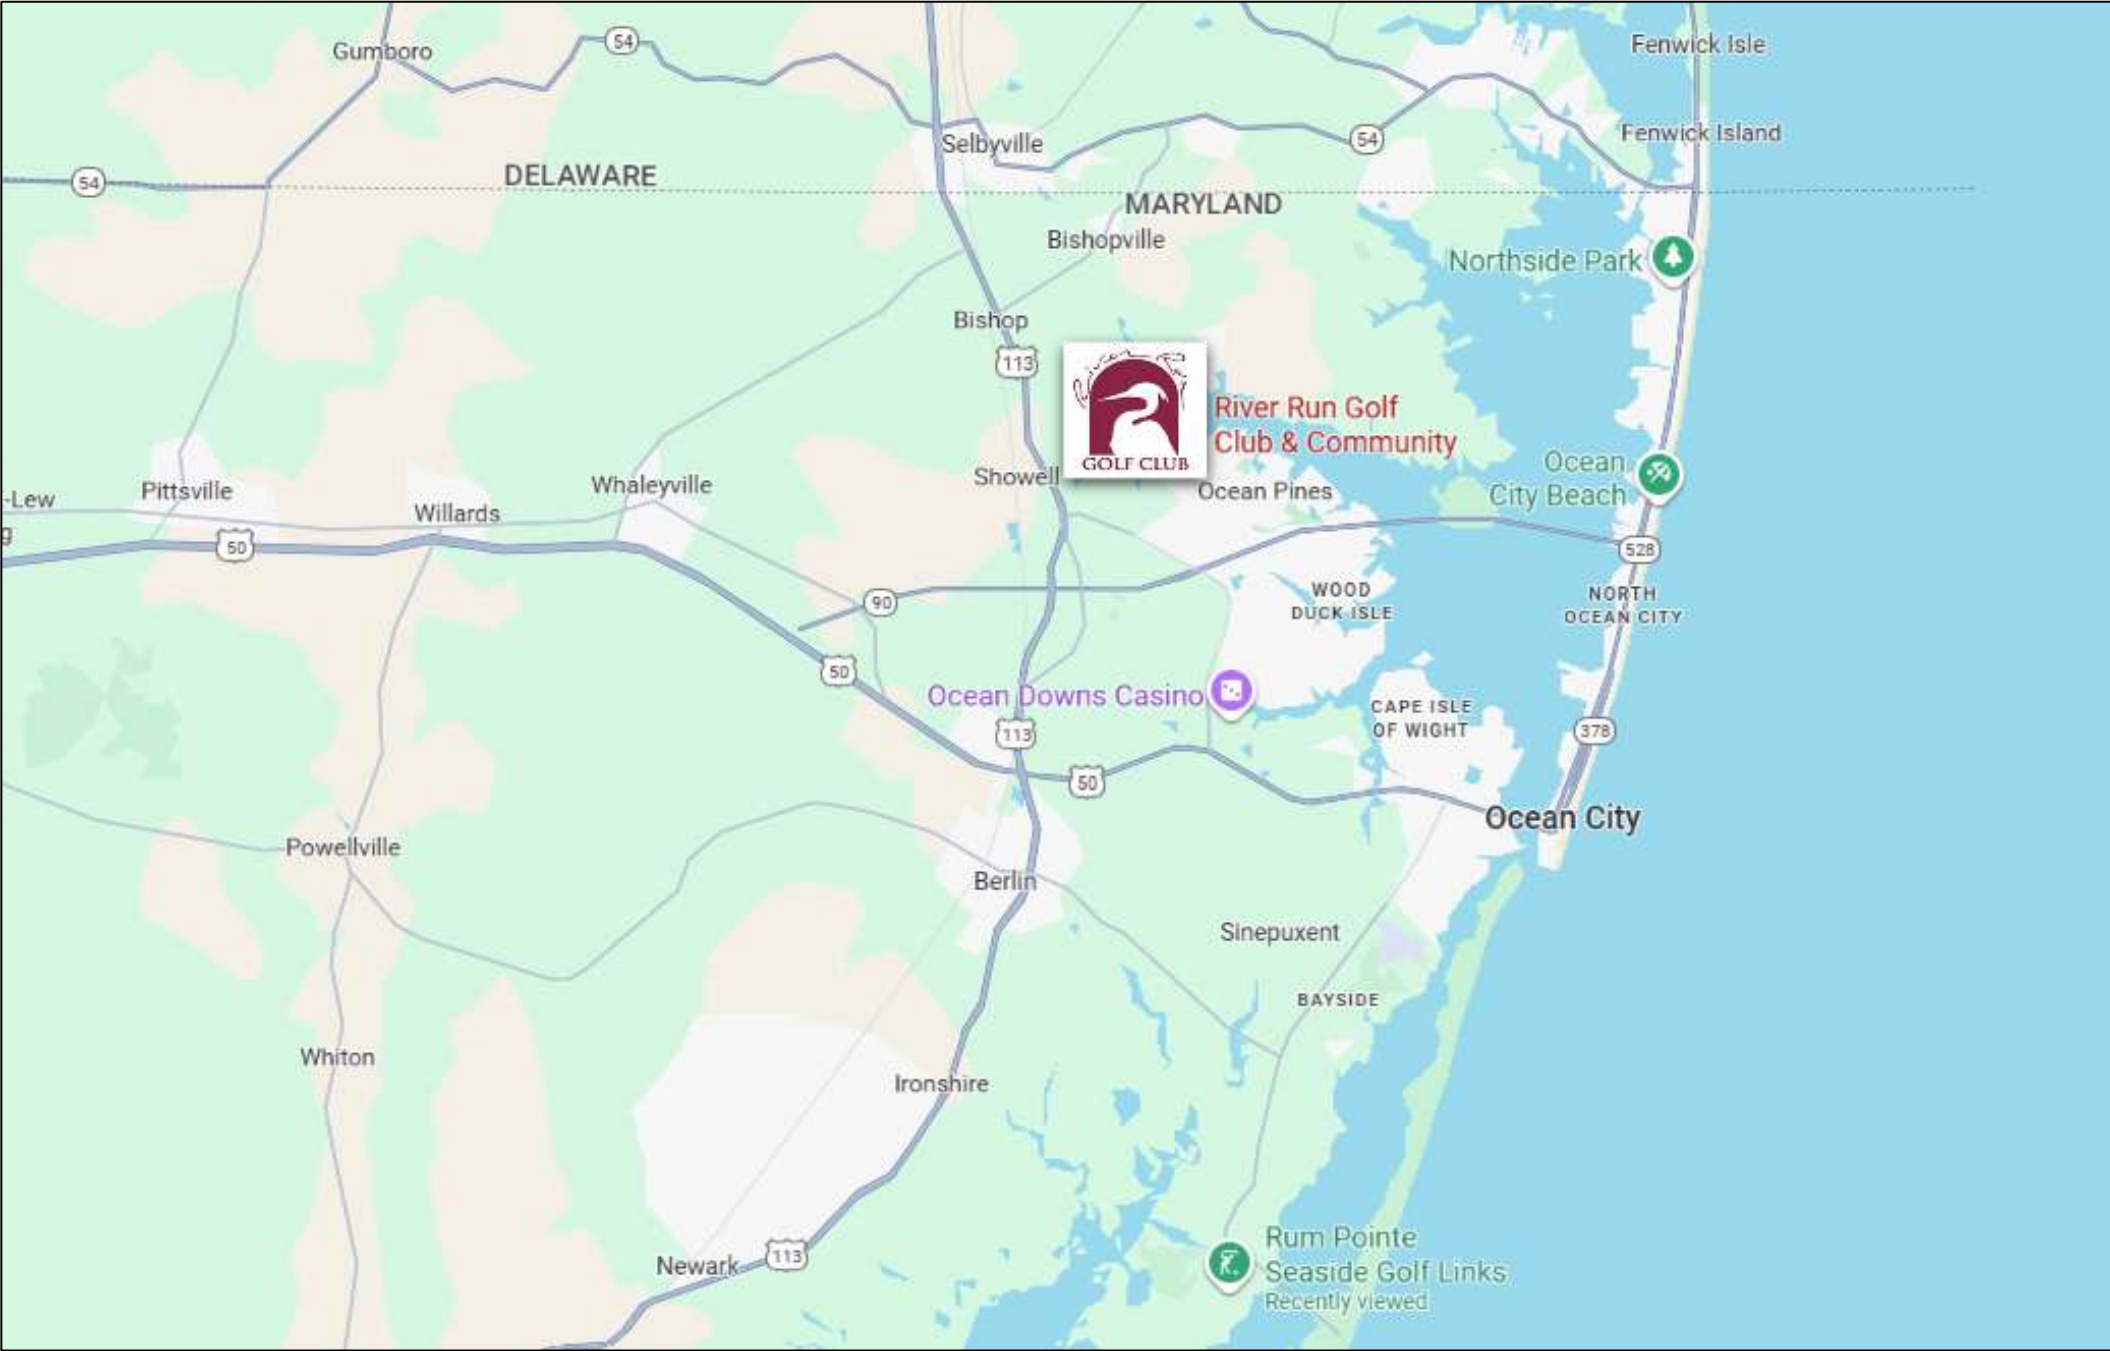 Fenwick Isle
Gumboro
54
Fenwick Island
Selbyville
54
DELAWARE
54
MARYLAND
Bishopville
Northside Park
Bishop
113
River Run Golf
Club & Community
GOLF CLUB
Showell
Ocean
City Beach
Ocean Pines
Pittsville
Whaleyville
-Lew
g
Willards
50
528
WOOD
DUCK ISLE
NORTH
OCEAN CITY
90
50
Ocean Downs Casino
CAPE ISLE
OF WIGHT
113
378
50
Ocean City
Powellville
Berlin
Sinepuxent
BAYSIDE
Whiton
Ironshire
Newark
113
Rum Pointe
Seaside Golf Links
Recently viewed